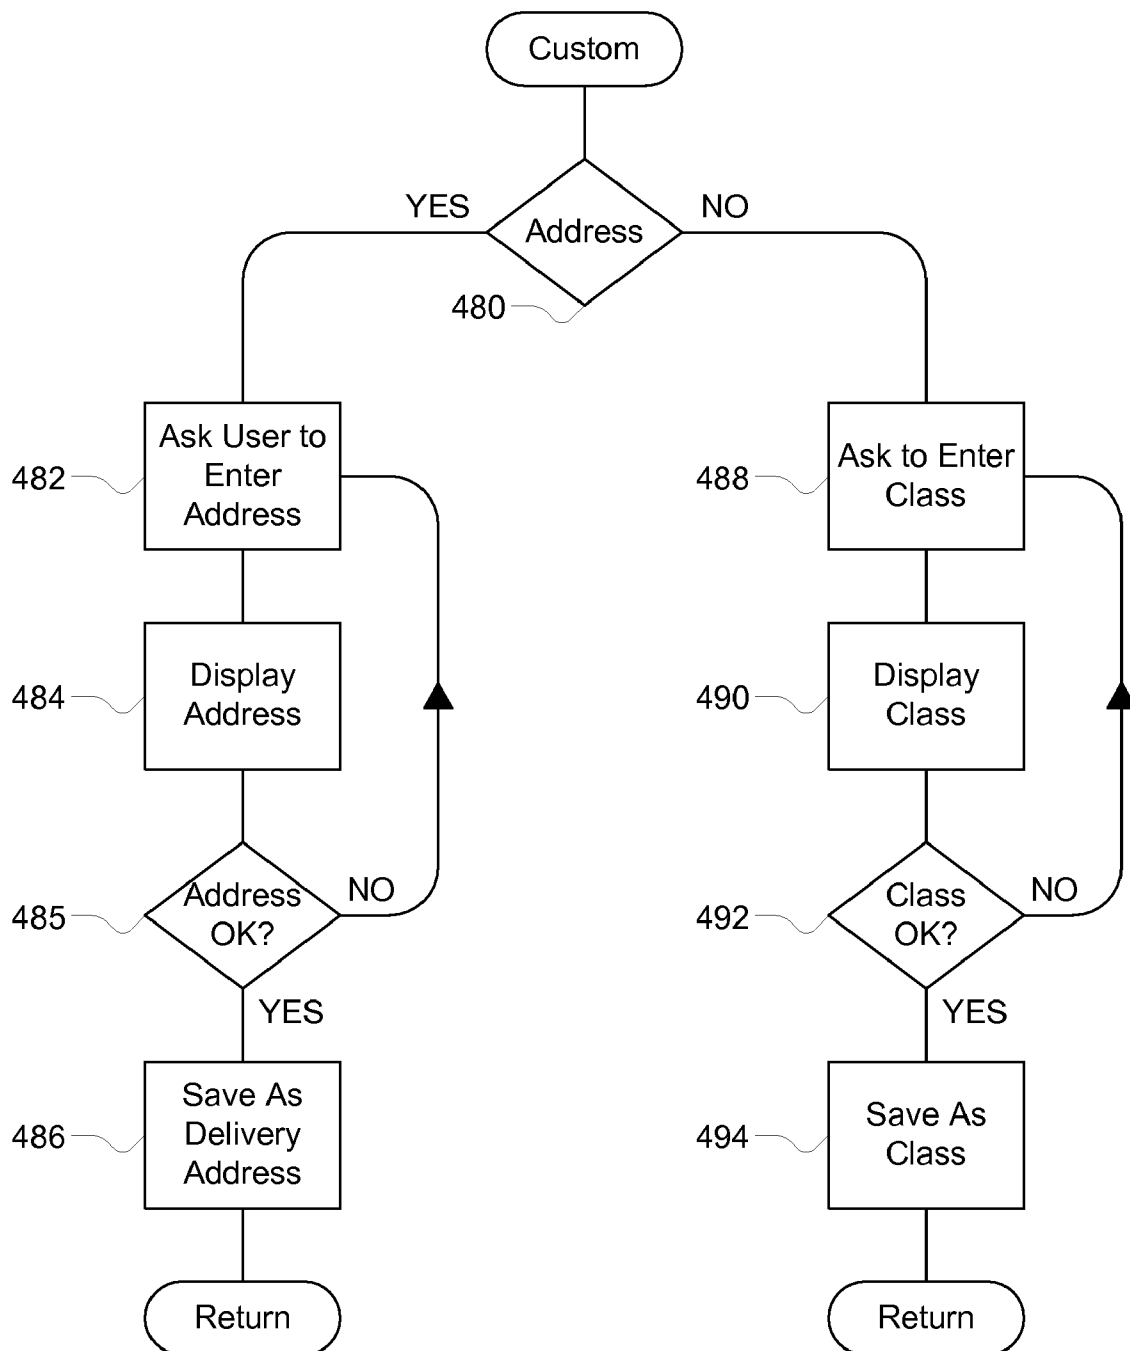 Custom
YES
NO
Address
480
Ask User to
Enter
Address
482
Ask to Enter
Class
488
Display
Address
484
Display
Class
490
Address
OK?
NO
485
Class
OK?
NO
492
YES
YES
Save As
Delivery
Address
486
Save As
Class
494
Return
Return